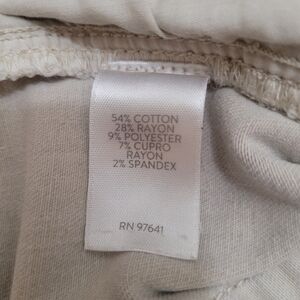 54% COTTON
28% RAYON
9% POLYESTER
7% CUPRO
RAYON
2% SPANDEX
RN 97641